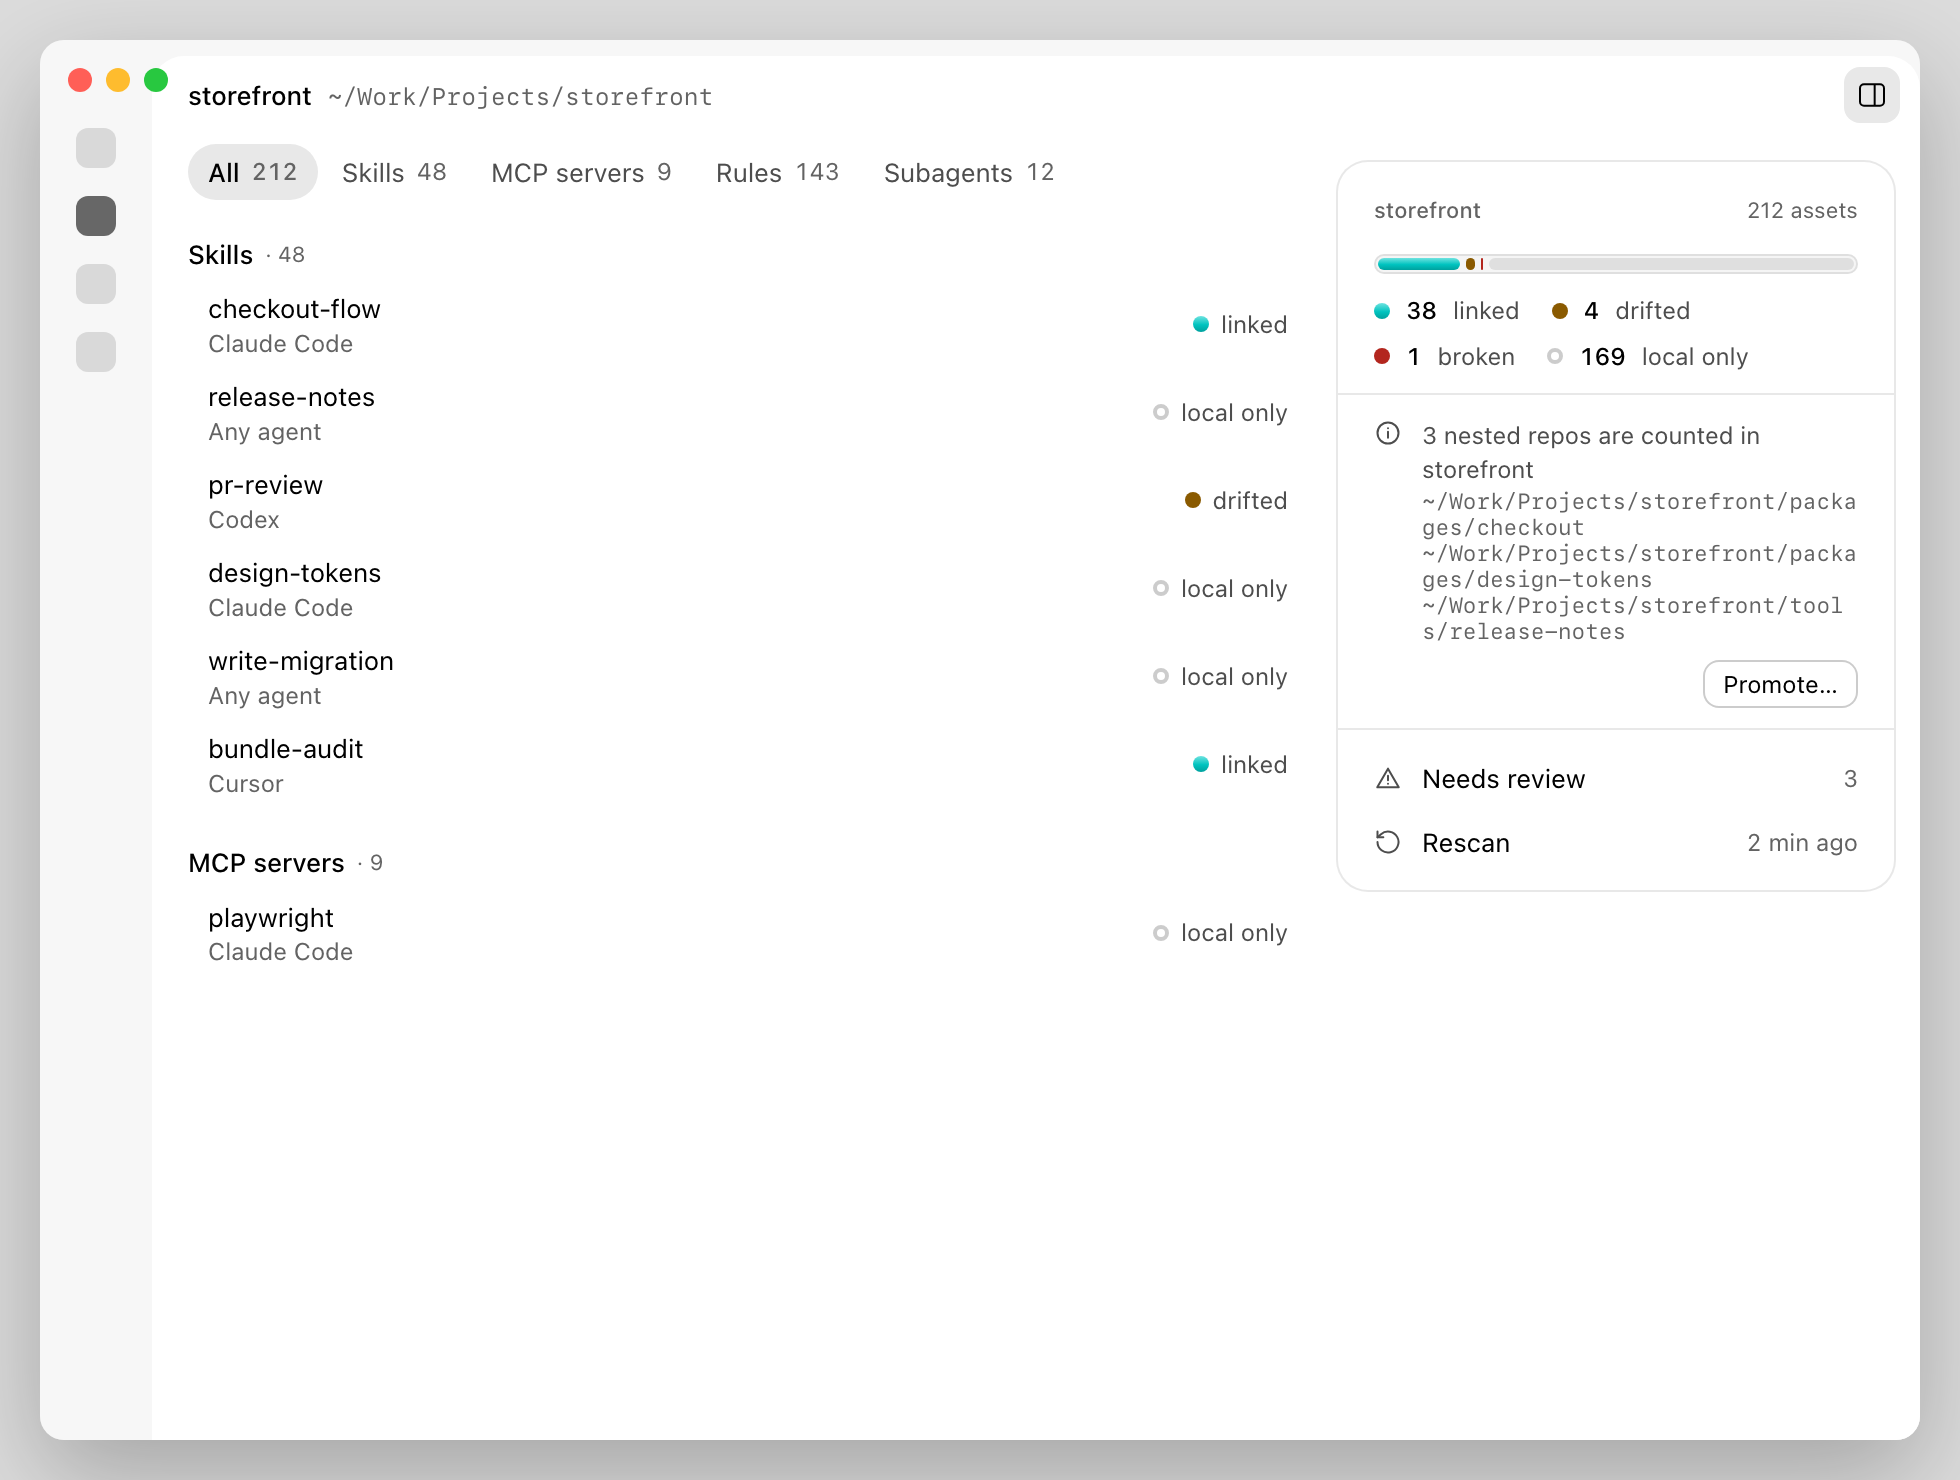 storefront ~/Work/Projects/storefront
All 212 Skills 48 MCP servers 9 Rules 143 Subagents 12
Skills · 48
checkout-flow
Claude Code
linked
release-notes
Any agent
local only
pr-review
Codex
drifted
design-tokens
Claude Code
local only
write-migration
Any agent
local only
bundle-audit
Cursor
linked
MCP servers · 9
playwright
Claude Code
local only
storefront 212 assets
38 linked 4 drifted
1 broken 169 local only
3 nested repos are counted in
storefront
~/Work/Projects/storefront/packa
ges/checkout
~/Work/Projects/storefront/packa
ges/design-tokens
~/Work/Projects/storefront/tool
s/release-notes
Promote...
Needs review 3
Rescan 2 min ago